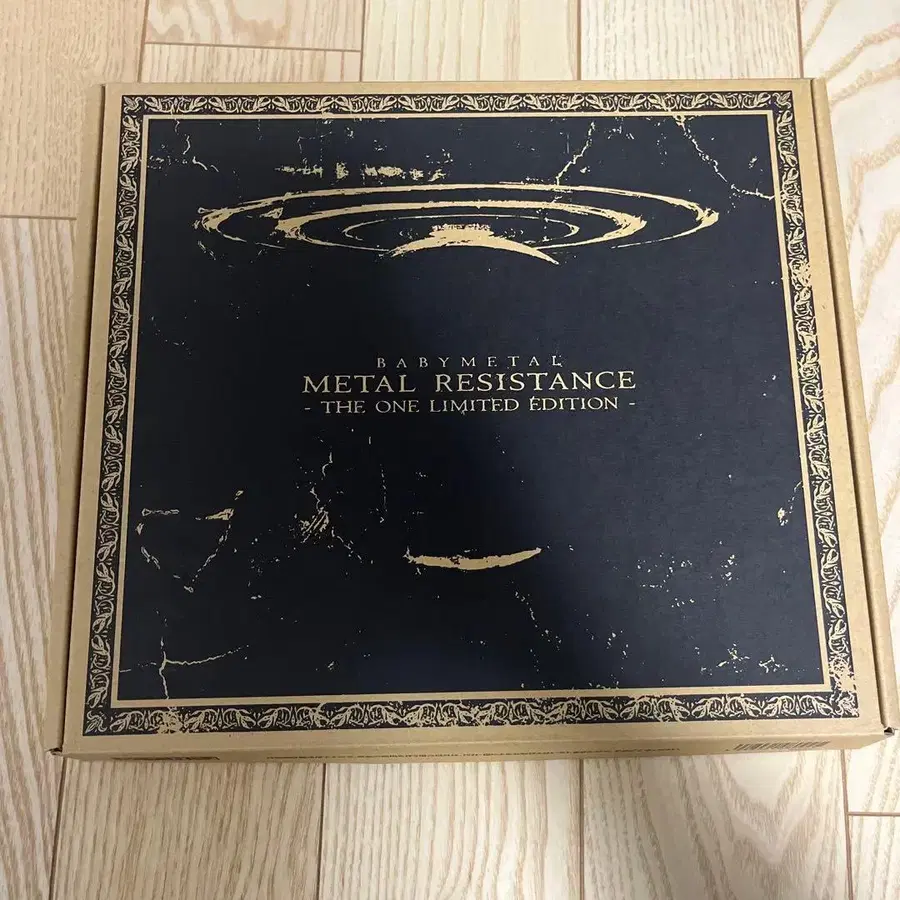 BABYMETAL
METAL RESISTANCE
- THE ONE LIMITED EDITION -